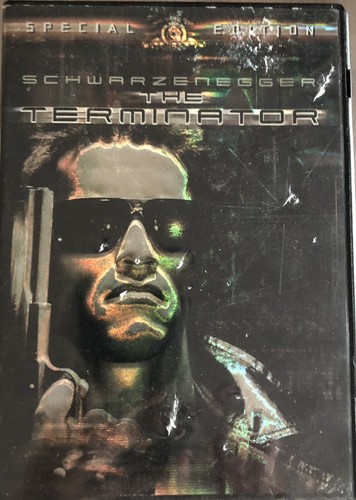 SPECIAL EDITION
SCHWARZENEGGER
THE
TERMINATOR